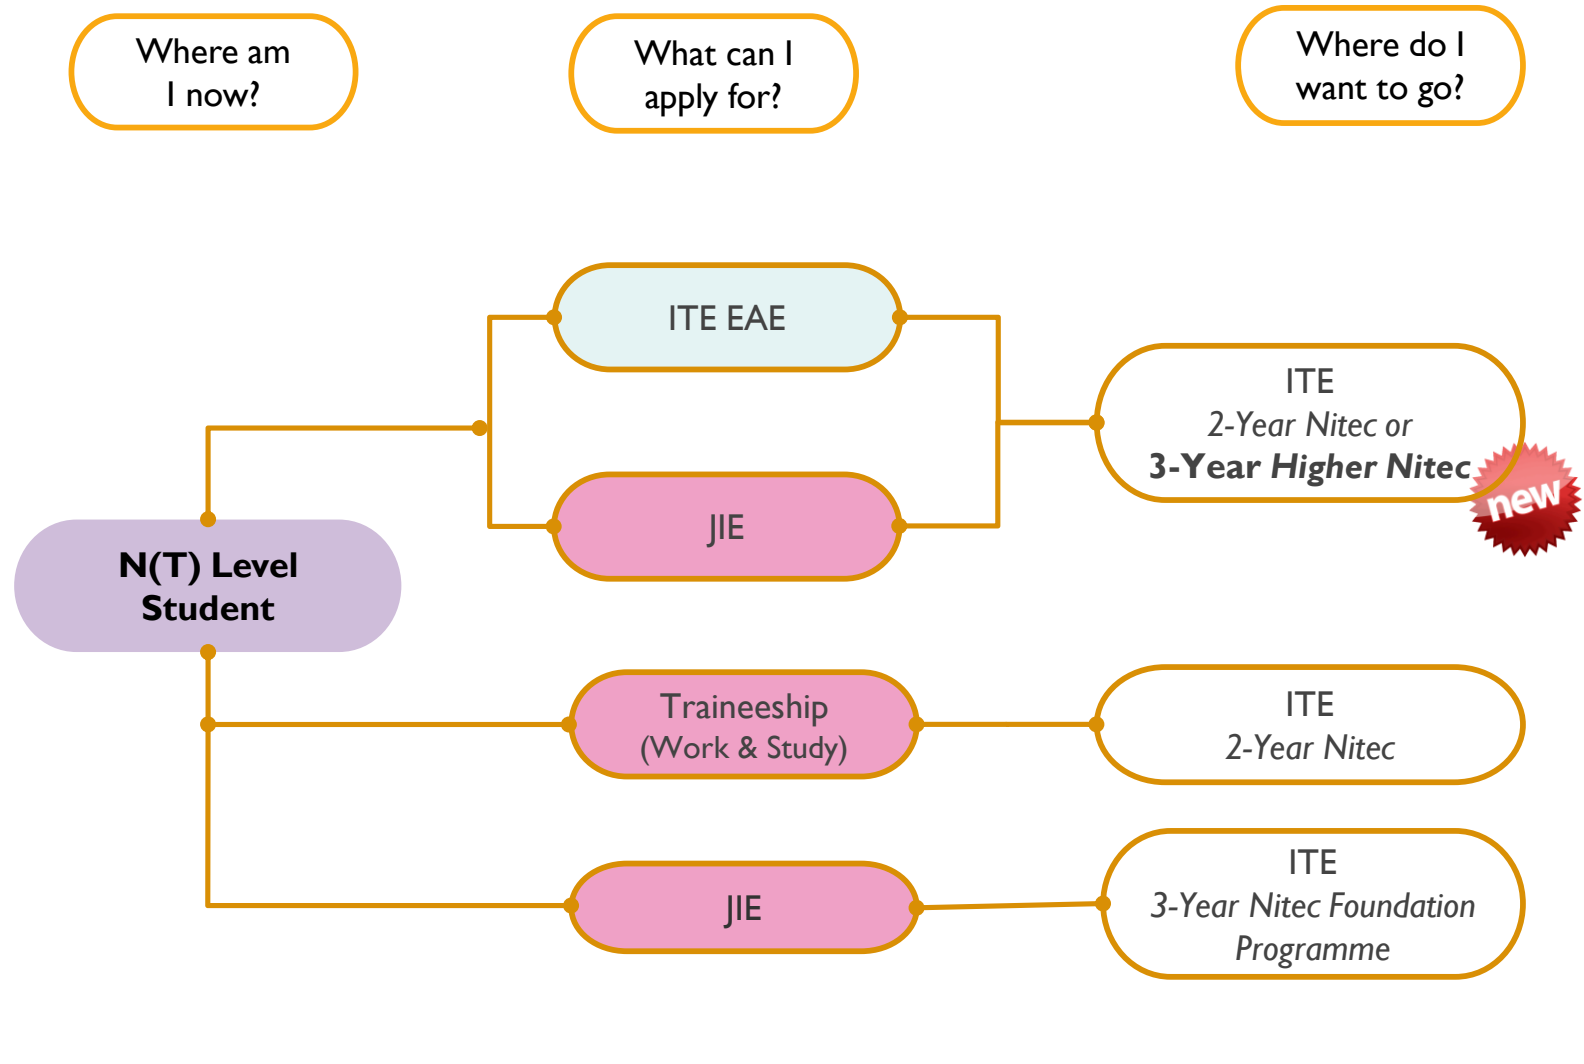 Where am
I now?
What can I
apply for?
Where do I
want to go?
ITE EAE
ITE
2-Year Nitec or
3-Year Higher Nitec
new
JIE
N(T) Level
Student
Traineeship
(Work & Study)
ITE
2-Year Nitec
JIE
ITE
3-Year Nitec Foundation
Programme